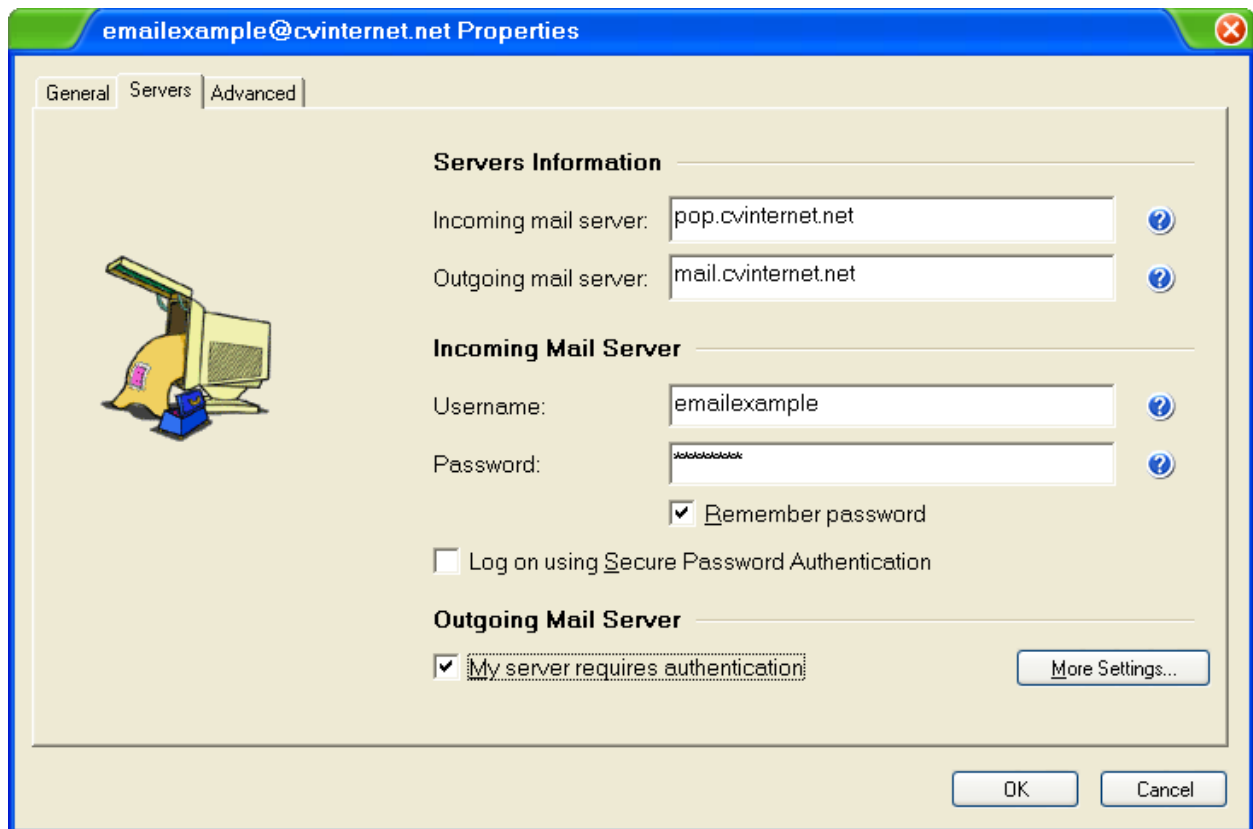 emailexample@cvinternet.net Properties
General Servers Advanced
Servers Information
Incoming mail server: pop.cvinternet.net
Outgoing mail server: mail.cvinternet.net
Incoming Mail Server
Username: emailexample
Password: **********
Remember password
Log on using Secure Password Authentication
Outgoing Mail Server
My server requires authentication More Settings...
OK Cancel